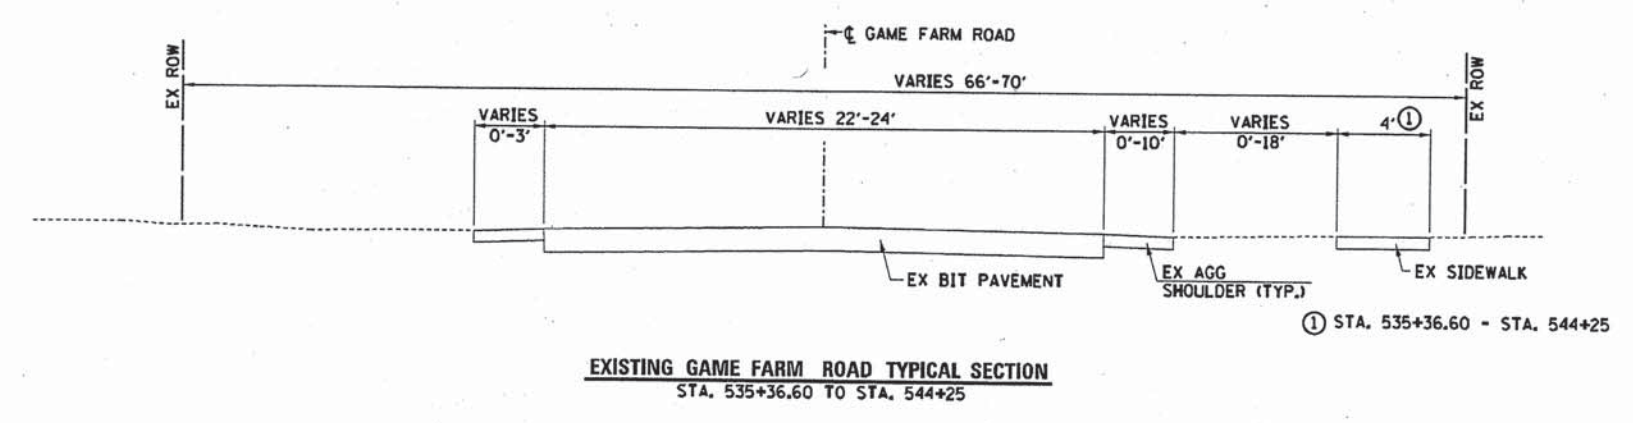 ℄ GAME FARM ROAD
EX ROW
VARIES 66'-70'
EX ROW
VARIES
0'-3'
VARIES 22'-24'
VARIES
0'-10'
VARIES
0'-18'
4' ①
EX BIT PAVEMENT
EX AGG
SHOULDER (TYP.)
EX SIDEWALK
① STA. 535+36.60 - STA. 544+25
EXISTING GAME FARM ROAD TYPICAL SECTION
STA. 535+36.60 TO STA. 544+25